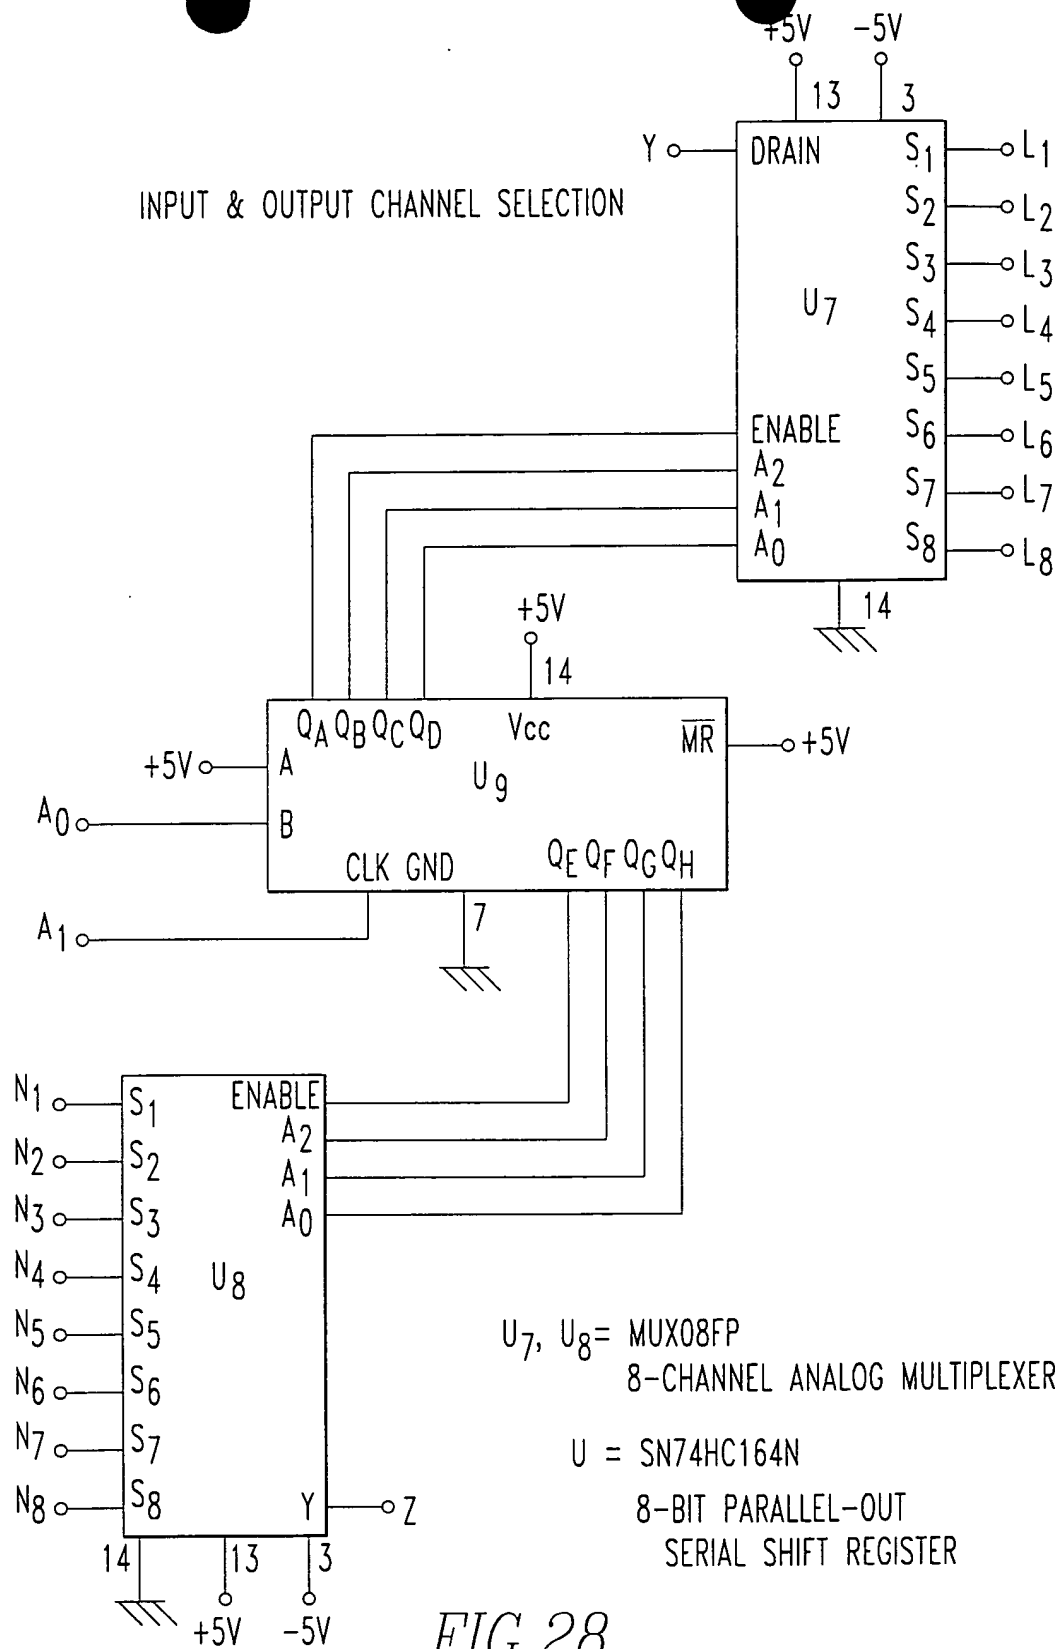 +5V -5V
13 3
Y DRAIN S1 L1
INPUT & OUTPUT CHANNEL SELECTION
S2 L2
S3 L3
U7
S4 L4
S5 L5
ENABLE S6 L6
A2
S7 L7
A1
A0 S8 L8
14
+5V
14
QA QB QC QD Vcc MR +5V
+5V A U9
A0 B
CLK GND QE QF QG QH
A1 7
N1 S1 ENABLE
A2
N2 S2
A1
N3 S3 A0
N4 S4 U8
N5 S5
U7, U8= MUX08FP
8-CHANNEL ANALOG MULTIPLEXER
N6 S6
N7 S7
U = SN74HC164N
N8 S8 Y Z
8-BIT PARALLEL-OUT
SERIAL SHIFT REGISTER
14 13 3
+5V -5V
FIG. 28